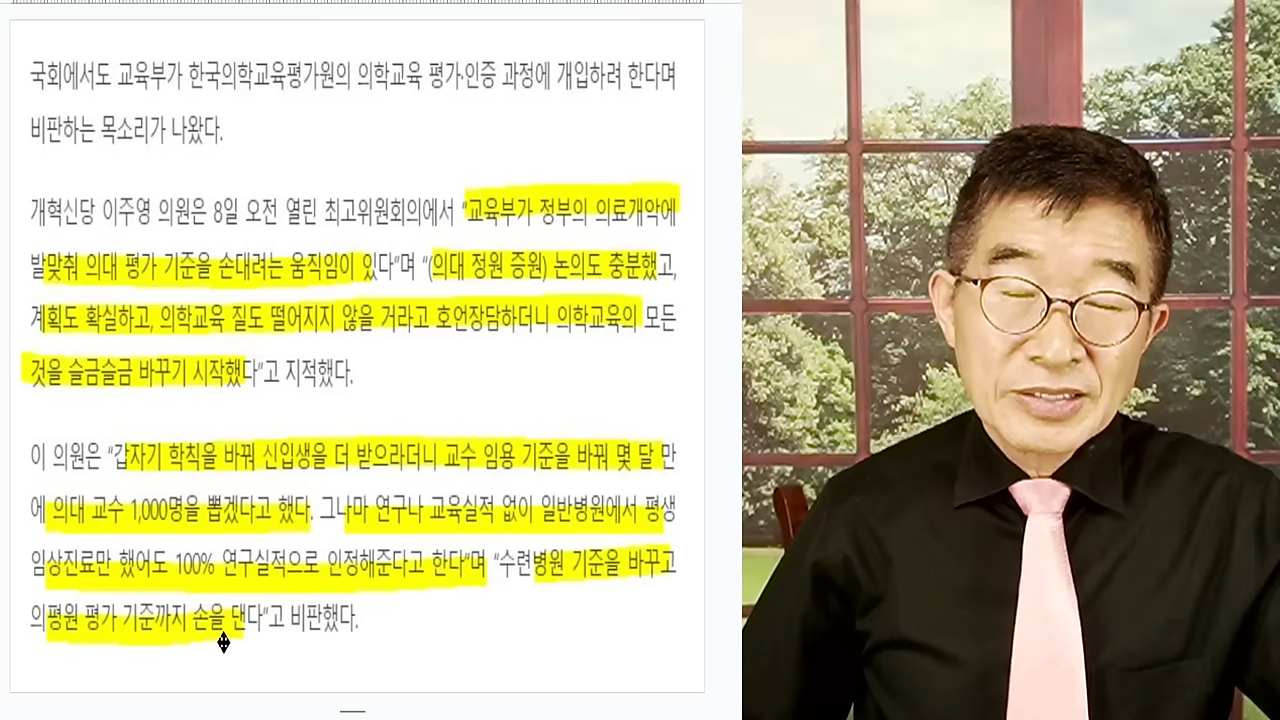 국회에서도 교육부가 한국의학교육평가원의 의학교육 평가·인증 과정에 개입하려 한다며
비판하는 목소리가 나왔다.
개혁신당 이주영 의원은 8일 오전 열린 최고위원회의에서 "교육부가 정부의 의료개악에
발맞춰 의대 평가 기준을 손대려는 움직임이 있다"며 "(의대 정원 증원) 논의도 충분했고,
계획도 확실하고, 의학교육 질도 떨어지지 않을 거라고 호언장담하더니 의학교육의 모든
것을 슬금슬금 바꾸기 시작했다"고 지적했다.
이 의원은 "갑자기 학칙을 바꿔 신입생을 더 받으라더니 교수 임용 기준을 바꿔 몇 달 만
에 의대 교수 1,000명을 뽑겠다고 했다. 그나마 연구나 교육실적 없이 일반병원에서 평생
임상진료만 했어도 100% 연구실적으로 인정해준다고 한다"며 "수련병원 기준을 바꾸고
의평원 평가 기준까지 손을 댄다"고 비판했다.